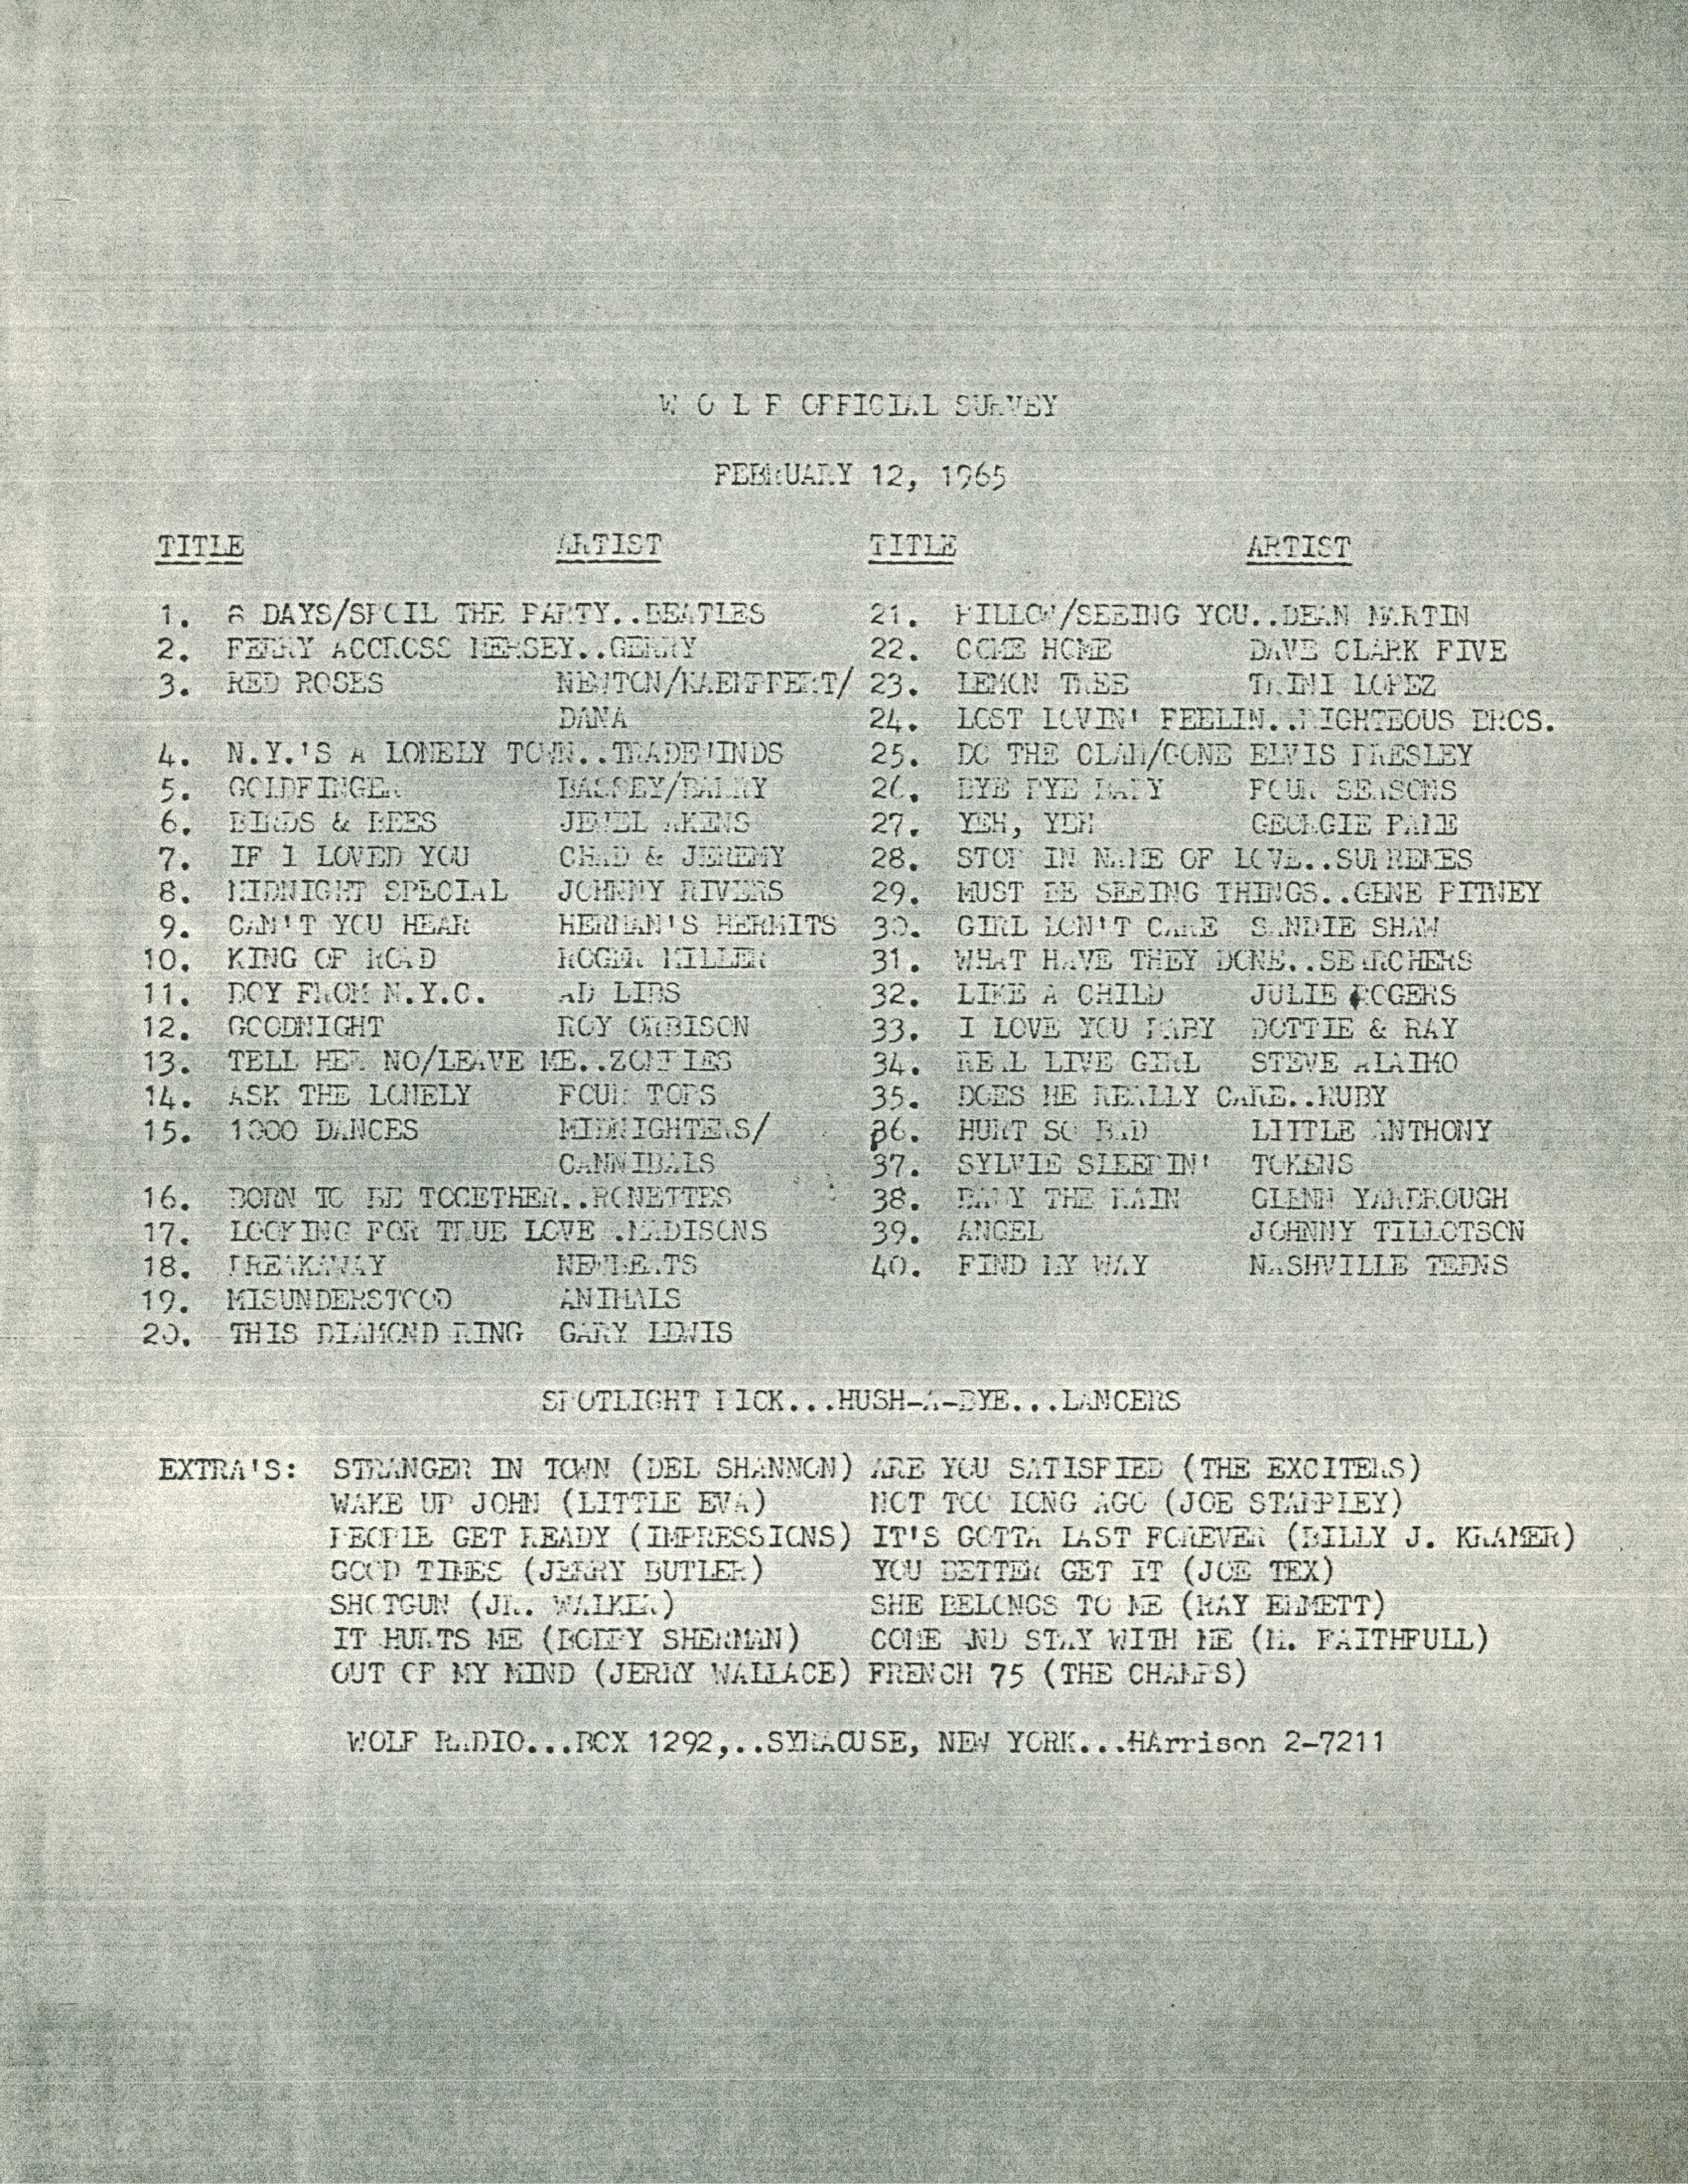 W O L F OFFICIAL SURVEY
FEBRUARY 12, 1965
TITLE ARTIST TITLE ARTIST
1. 8 DAYS/SPOIL THE PARTY..BEATLES
2. FERRY ACCROSS MERSEY..GERRY
3. RED ROSES NEWTON/KAEMPFERT/
DANA
4. N.Y.'S A LONELY TOWN..TRADEWINDS
5. GOLDFINGER BASSEY/BARRY
6. BIRDS & BEES JEWEL AKENS
7. IF I LOVED YOU CHAD & JEREMY
8. MIDNIGHT SPECIAL JOHNNY RIVERS
9. CAN'T YOU HEAR HERMAN'S HERMITS
10. KING OF ROAD ROGER MILLER
11. BOY FROM N.Y.C. AD LIBS
12. GOODNIGHT ROY ORBISON
13. TELL HER NO/LEAVE ME..ZOMBIES
14. ASK THE LONELY FOUR TOPS
15. 1000 DANCES MIDNIGHTERS/
CANNIBALS
16. BORN TO BE TOGETHER..RONETTES
17. LOOKING FOR TRUE LOVE .MADISONS
18. BREAKAWAY NEWBEATS
19. MISUNDERSTOOD ANIMALS
20. THIS DIAMOND RING GARY LEWIS
21. PILLOW/SEEING YOU..DEAN MARTIN
22. COME HOME DAVE CLARK FIVE
23. LEMON TREE TRINI LOPEZ
24. LOST LOVIN' FEELIN..RIGHTEOUS BROS.
25. DO THE CLAM/GONE ELVIS PRESLEY
26. BYE BYE BABY FOUR SEASONS
27. YEH, YEH GEORGIE FAME
28. STOP IN NAME OF LOVE..SUPREMES
29. MUST BE SEEING THINGS..GENE PITNEY
30. GIRL DON'T CARE SANDIE SHAW
31. WHAT HAVE THEY DONE..SEARCHERS
32. LIKE A CHILD JULIE ROGERS
33. I LOVE YOU BABY DOTTIE & RAY
34. REAL LIVE GIRL STEVE ALAIMO
35. DOES HE REALLY CARE..RUBY
36. HURT SO BAD LITTLE ANTHONY
37. SYLVIE SLEEPIN' TOKENS
38. BABY THE RAIN GLENN YARBROUGH
39. ANGEL JOHNNY TILLOTSON
40. FIND MY WAY NASHVILLE TEENS
SPOTLIGHT PICK...HUSH-A-BYE...LANCERS
EXTRA'S: STRANGER IN TOWN (DEL SHANNON) ARE YOU SATISFIED (THE EXCITERS)
WAKE UP JOHN (LITTLE EVA) NOT TOO LONG AGO (JOE STAMPLEY)
PEOPLE GET READY (IMPRESSIONS) IT'S GOTTA LAST FOREVER (BILLY J. KRAMER)
GOOD TIMES (JERRY BUTLER) YOU BETTER GET IT (JOE TEX)
SHOTGUN (JR. WALKER) SHE BELONGS TO ME (RAY EMMETT)
IT HURTS ME (BOBBY SHERMAN) COME AND STAY WITH ME (M. FAITHFULL)
OUT OF MY MIND (JERRY WALLACE) FRENCH 75 (THE CHAMPS)
WOLF RADIO...BOX 1292,..SYRACUSE, NEW YORK...HArrison 2-7211